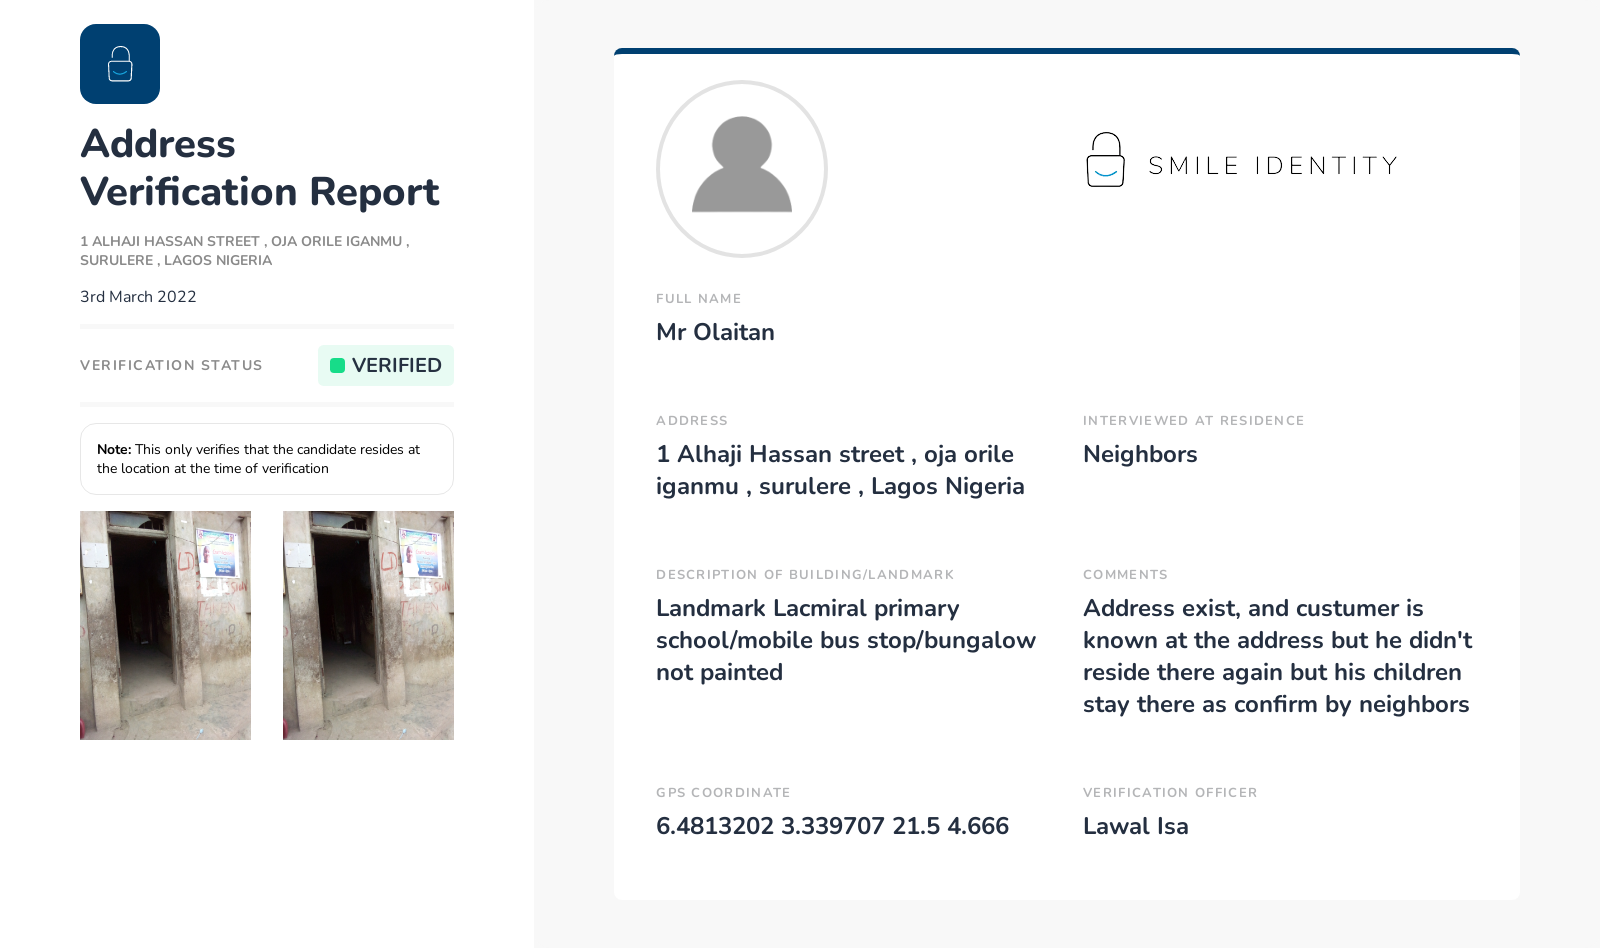 Address
Verification Report
1 ALHAJI HASSAN STREET , OJA ORILE IGANMU ,
SURULERE , LAGOS NIGERIA
3rd March 2022
VERIFICATION STATUS
VERIFIED
Note: This only verifies that the candidate resides at
the location at the time of verification
SMILE IDENTITY
FULL NAME
Mr Olaitan
ADDRESS
1 Alhaji Hassan street , oja orile
iganmu , surulere , Lagos Nigeria
INTERVIEWED AT RESIDENCE
Neighbors
DESCRIPTION OF BUILDING/LANDMARK
Landmark Lacmiral primary
school/mobile bus stop/bungalow
not painted
COMMENTS
Address exist, and custumer is
known at the address but he didn't
reside there again but his children
stay there as confirm by neighbors
GPS COORDINATE
6.4813202 3.339707 21.5 4.666
VERIFICATION OFFICER
Lawal Isa